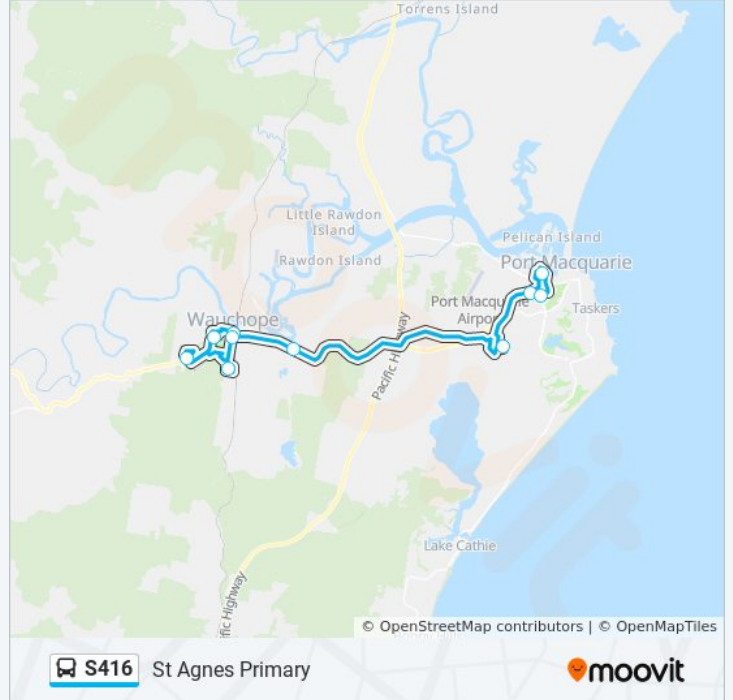 Torrens Island
Little Rawdon
Island
Pelican Island
Rawdon Island
Port Macquarie
Port Macquarie
Airport
Taskers
Wauchope
Pacific Highway
Lake Cathie
fic Highway
© OpenStreetMap contributors | © OpenMapTiles
S416 St Agnes Primary
moovit